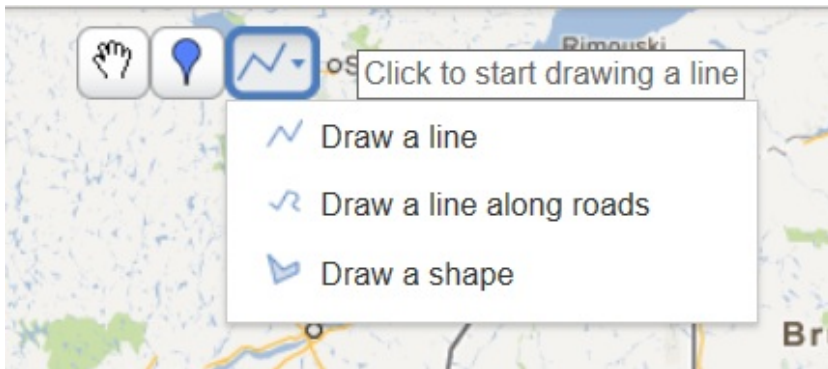 Rimouski
Click to start drawing a line
Draw a line
Draw a line along roads
Draw a shape